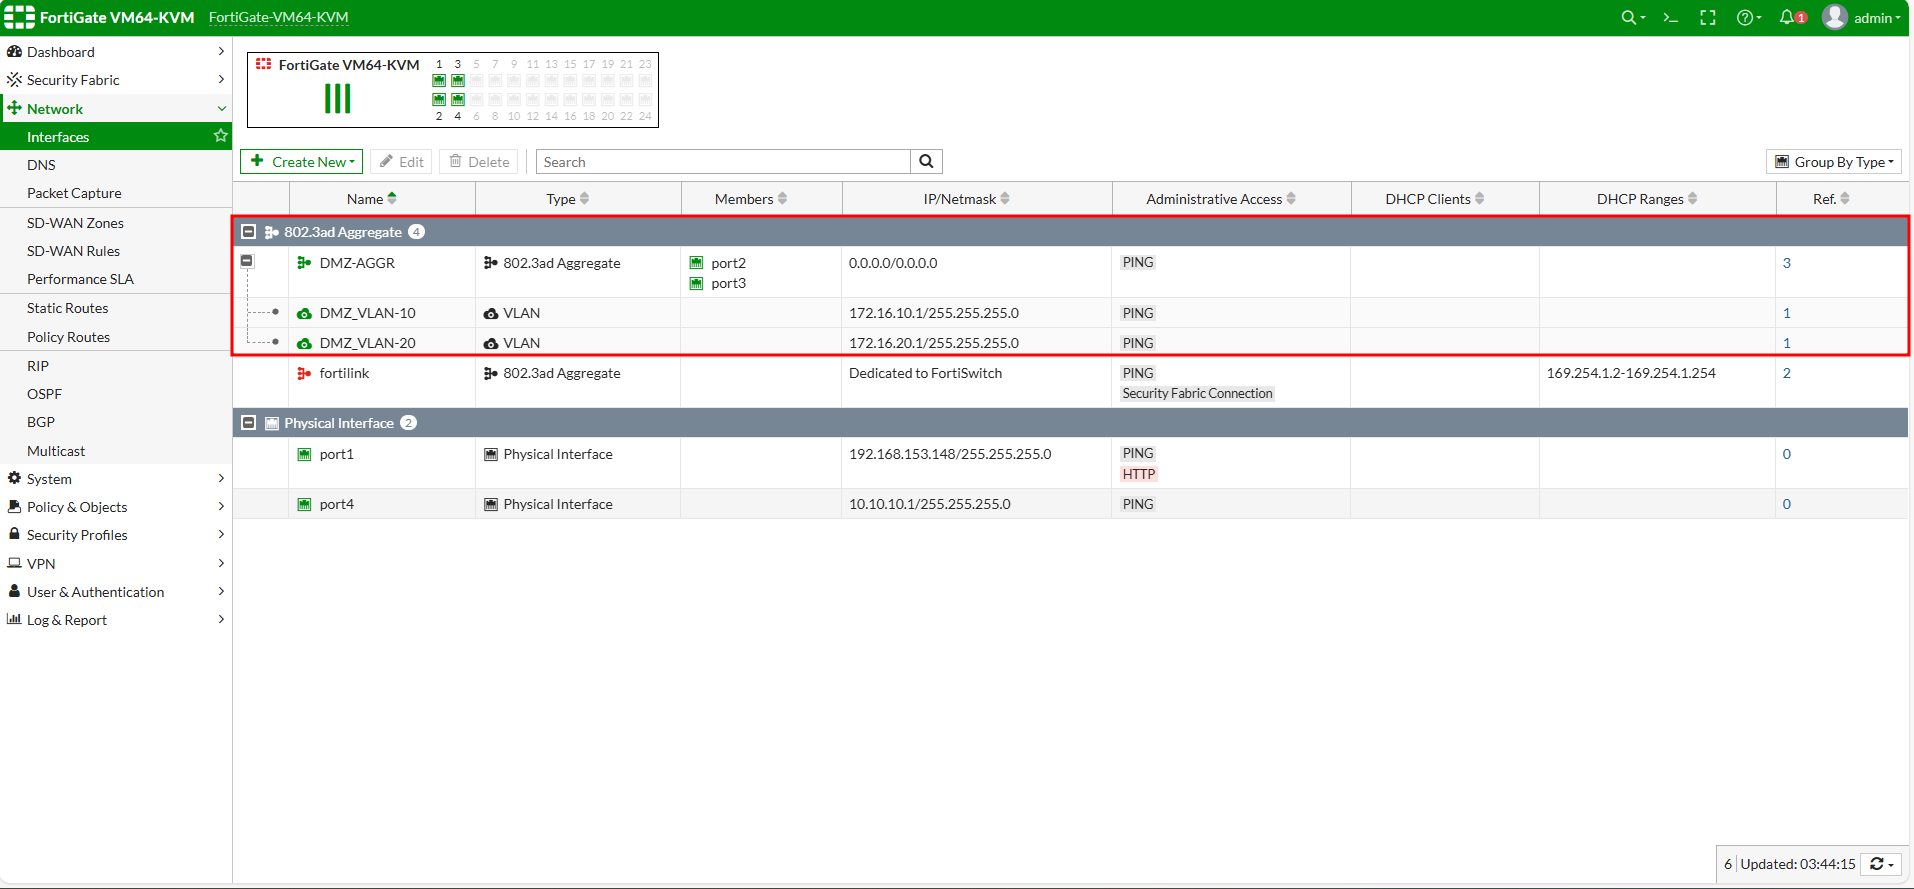 FortiGate VM64-KVM FortiGate-VM64-KVM 1 admin
Dashboard
Security Fabric
Network
Interfaces
DNS
Packet Capture
SD-WAN Zones
SD-WAN Rules
Performance SLA
Static Routes
Policy Routes
RIP
OSPF
BGP
Multicast
System
Policy & Objects
Security Profiles
VPN
User & Authentication
Log & Report
FortiGate VM64-KVM 1 3 5 7 9 11 13 15 17 19 21 23
2 4 6 8 10 12 14 16 18 20 22 24
+ Create New Edit Delete Search Group By Type
Name Type Members IP/Netmask Administrative Access DHCP Clients DHCP Ranges Ref.
802.3ad Aggregate 4
DMZ-AGGR 802.3ad Aggregate port2 0.0.0.0/0.0.0.0 PING 3
port3
DMZ_VLAN-10 VLAN 172.16.10.1/255.255.255.0 PING 1
DMZ_VLAN-20 VLAN 172.16.20.1/255.255.255.0 PING 1
fortilink 802.3ad Aggregate Dedicated to FortiSwitch PING 169.254.1.2-169.254.1.254 2
Security Fabric Connection
Physical Interface 2
port1 Physical Interface 192.168.153.148/255.255.255.0 PING 0
HTTP
port4 Physical Interface 10.10.10.1/255.255.255.0 PING 0
6 Updated: 03:44:15